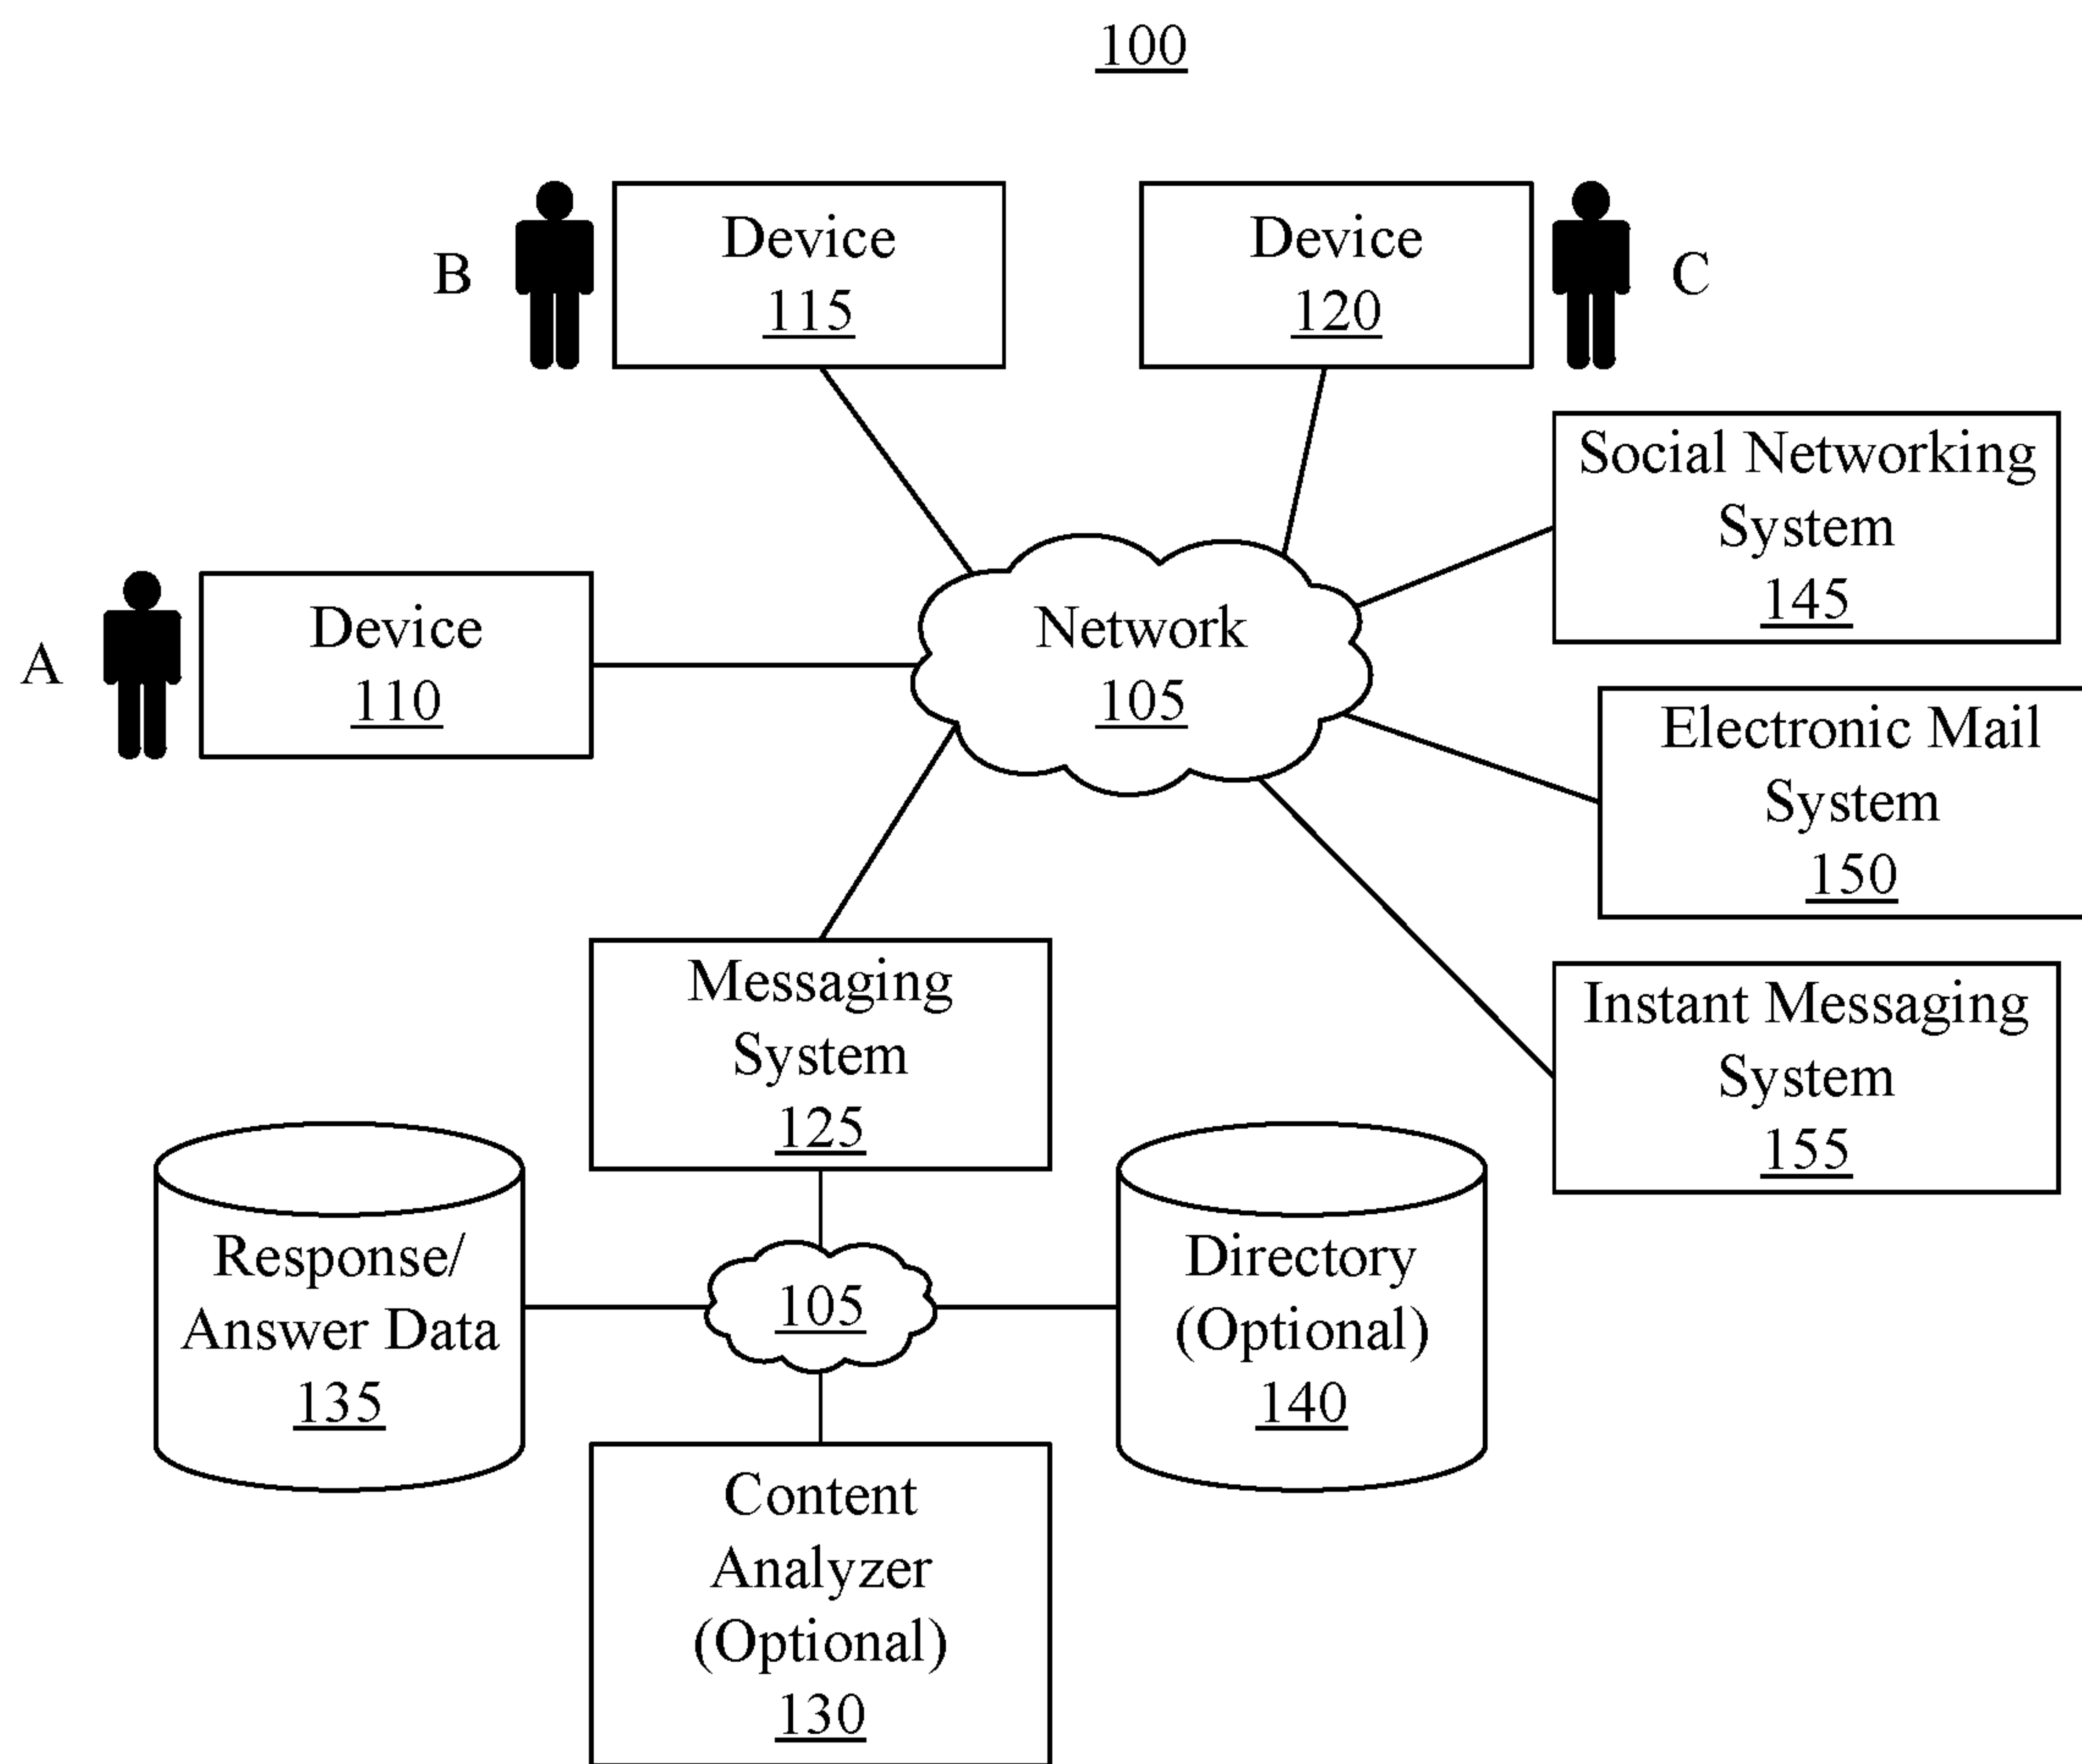 100
B
Device
115
Device
120
C
Social Networking
System
145
A
Device
110
Network
105
Electronic Mail
System
150
Messaging
System
125
Instant Messaging
System
155
Response/
Answer Data
135
105
Directory
(Optional)
140
Content
Analyzer
(Optional)
130